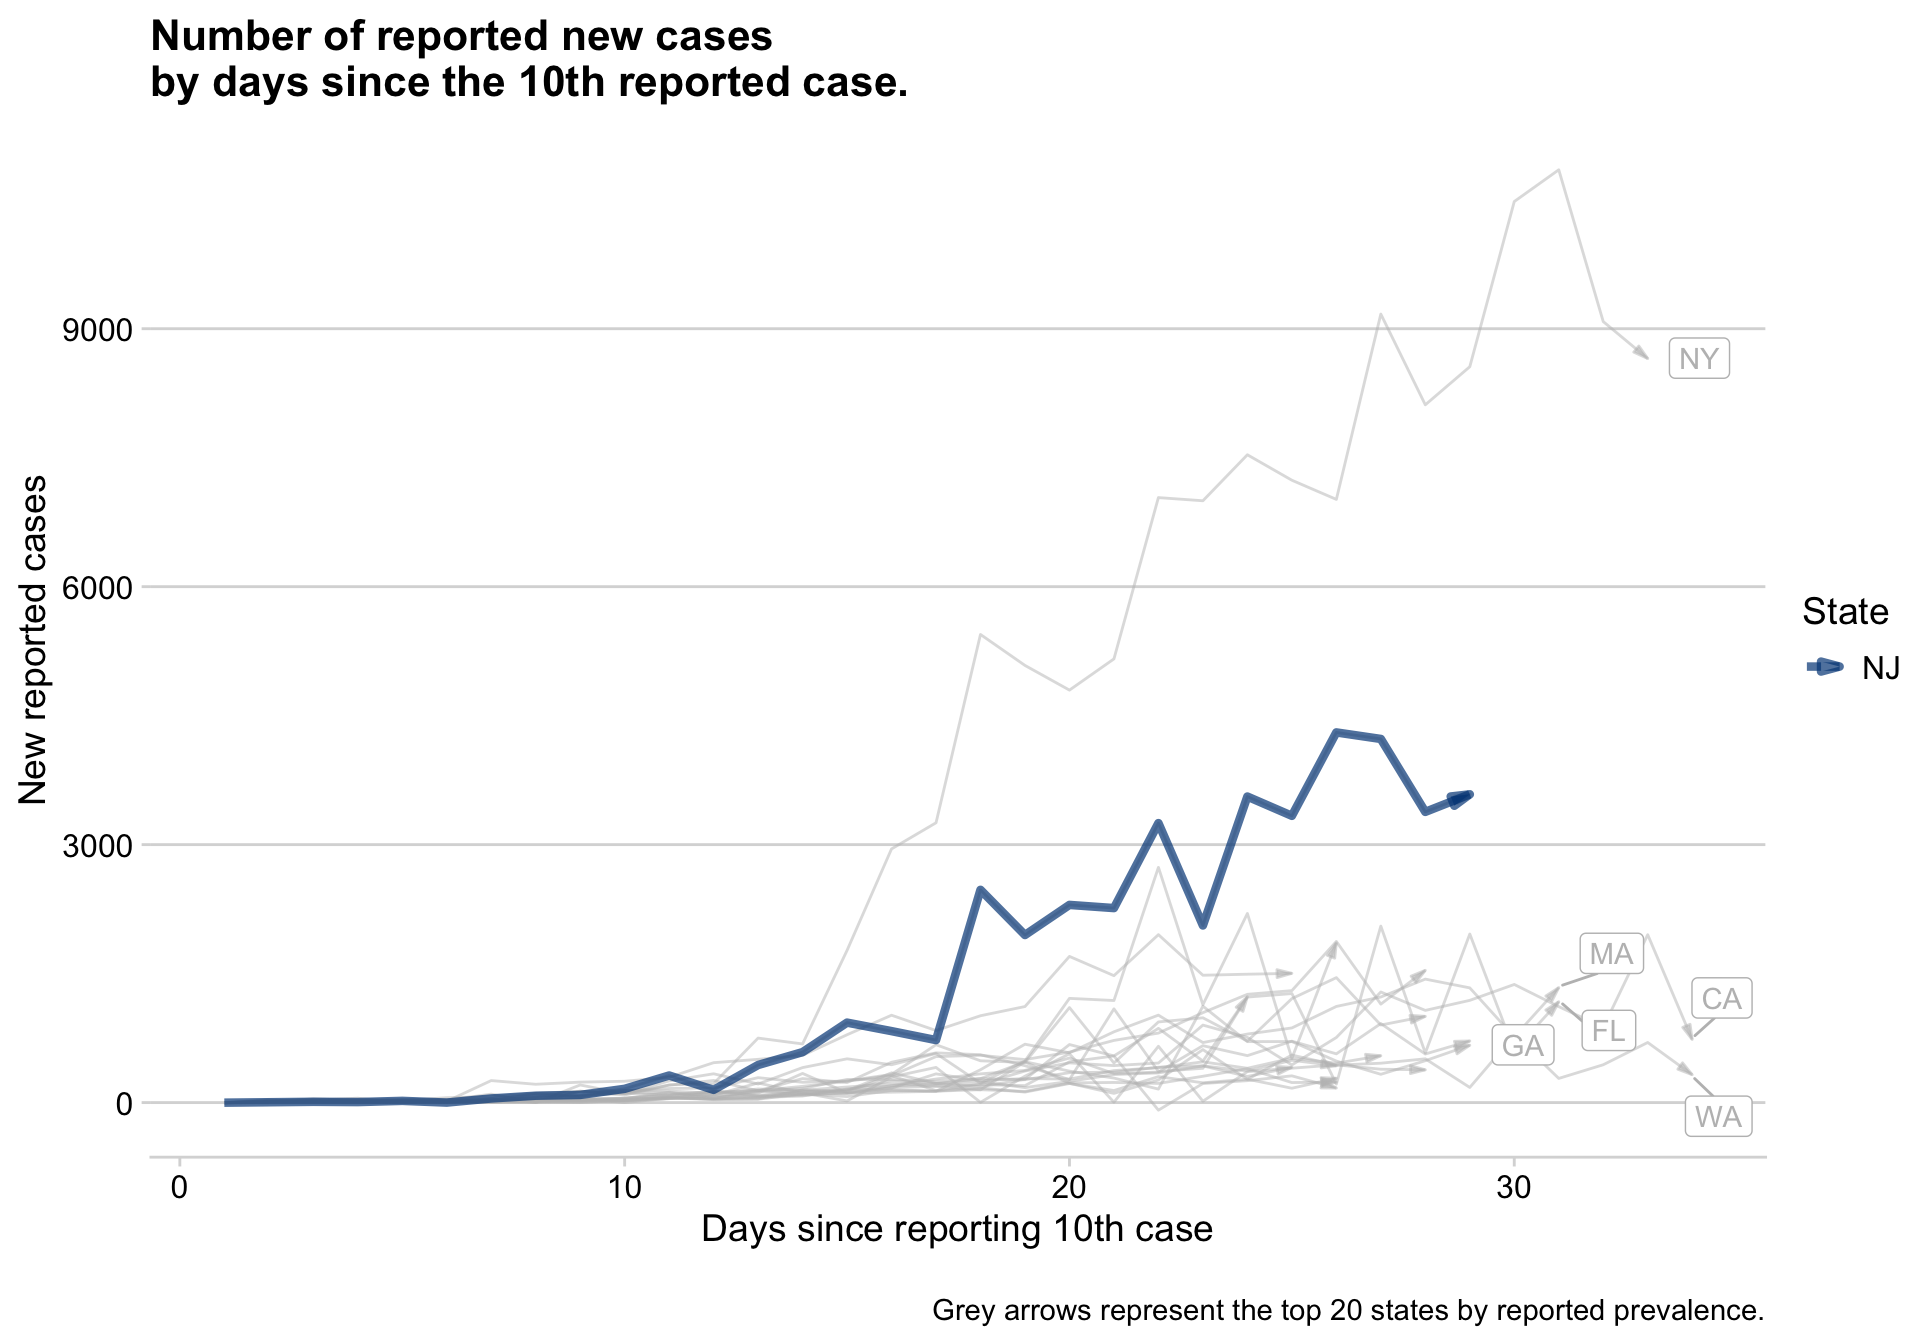 Number of reported new cases
by days since the 10th reported case.
New reported cases
9000
6000
3000
0
NY
MA
CA
FL
GA
WA
State
NJ
0
10
20
30
Days since reporting 10th case
Grey arrows represent the top 20 states by reported prevalence.